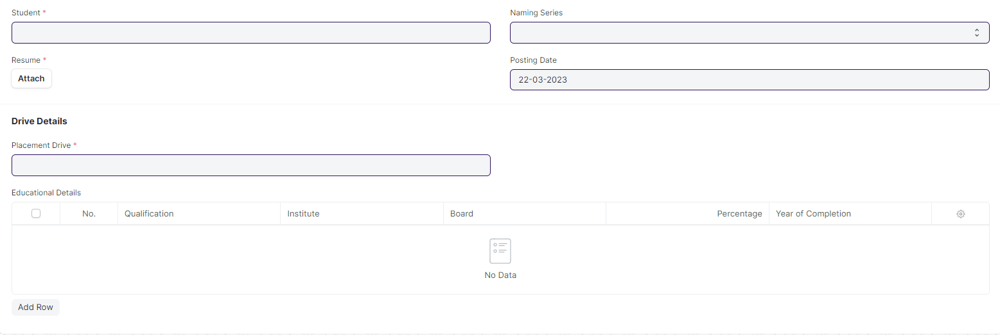 Student *
Naming Series
Resume *
Attach
Posting Date
22-03-2023
Drive Details
Placement Drive *
Educational Details
No. Qualification Institute Board Percentage Year of Completion
No Data
Add Row